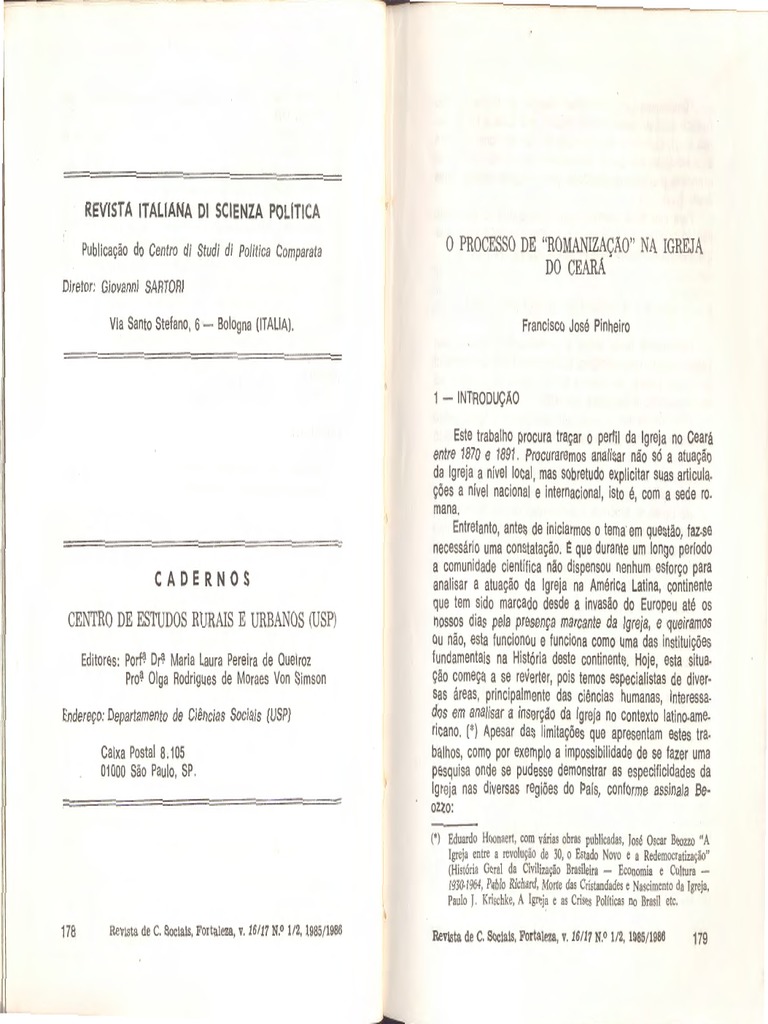 REVISTA ITALIANA DI SCIENZA POLÍTICA
Publicação do Centro di Studi di Politica Comparata
Diretor: Giovanni SARTORI
Via Santo Stefano, 6 — Bologna (ITALIA).
CADERNOS
CENTRO DE ESTUDOS RURAIS E URBANOS (USP)
Editores: Porfª Drª Maria Laura Pereira de Queiroz
Proª Olga Rodrigues de Moraes Von Simson
Endereço: Departamento de Ciências Sociais (USP)
Caixa Postal 8.105
01000 São Paulo, SP.
178 Revista de C. Sociais, Fortaleza, v. 16/17 N.º 1/2, 1985/1986
O PROCESSO DE “ROMANIZAÇÃO” NA IGREJA
DO CEARÁ
Francisco José Pinheiro
1 — INTRODUÇÃO
Este trabalho procura traçar o perfil da Igreja no Ceará
entre 1870 e 1891. Procuraremos analisar não só a atuação
da Igreja a nível local, mas sobretudo explicitar suas articula-
ções a nível nacional e internacional, isto é, com a sede ro-
mana.
Entretanto, antes de iniciarmos o tema em questão, faz-se
necessário uma constatação. É que durante um longo período
a comunidade científica não dispensou nenhum esforço para
analisar a atuação da Igreja na América Latina, continente
que tem sido marcado desde a invasão do Europeu até os
nossos dias pela presença marcante da Igreja, e queiramos
ou não, esta funcionou e funciona como uma das instituições
fundamentais na História deste continente. Hoje, esta situa-
ção começa a se reverter, pois temos especialistas de diver-
sas áreas, principalmente das ciências humanas, interessa-
dos em analisar a inserção da Igreja no contexto latino-ame-
ricano. (*) Apesar das limitações que apresentam estes tra-
balhos, como por exemplo a impossibilidade de se fazer uma
pesquisa onde se pudesse demonstrar as especificidades da
Igreja nas diversas regiões do País, conforme assinala Be-
ozzo:
(*) Eduardo Hoonaert, com várias obras publicadas, José Oscar Beozzo “A
Igreja entre a revolução de 30, o Estado Novo e a Redemocratização”
(História Geral da Civilização Brasileira — Economia e Cultura —
1930-1964, Pablo Richard, Morte das Cristandades e Nascimento da Igreja,
Paulo J. Krischke, A Igreja e as Crises Políticas no Brasil etc.
Revista de C. Sociais, Fortaleza, v. 16/17 N.º 1/2, 1985/1986 179